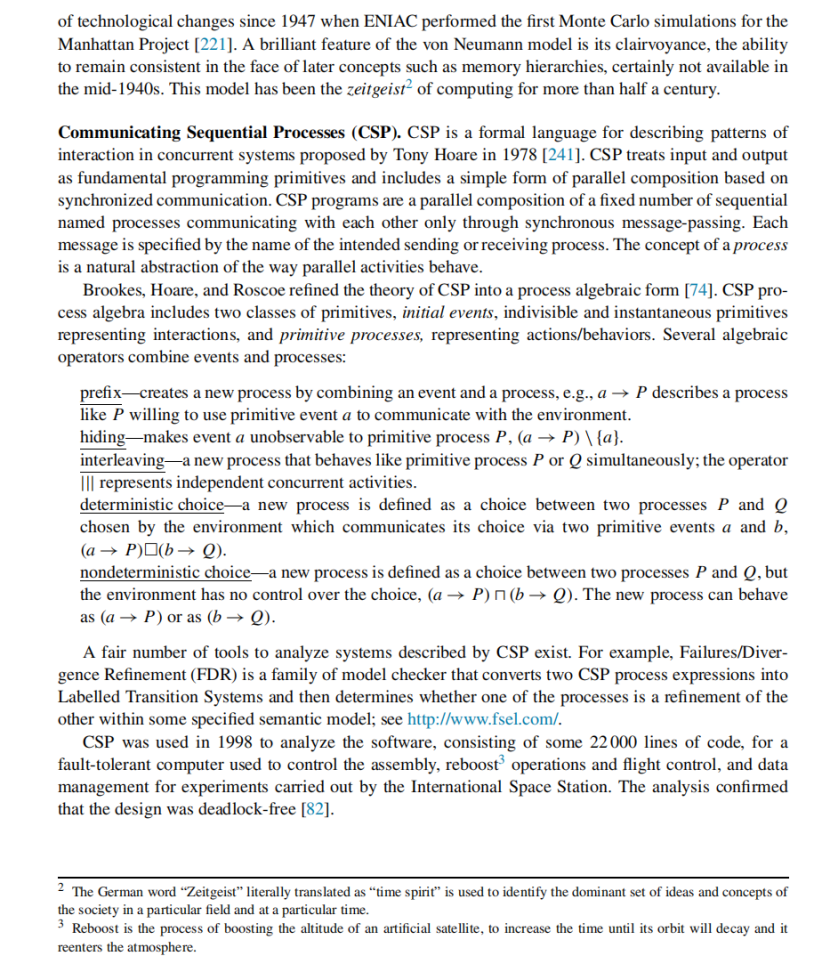 of technological changes since 1947 when ENIAC performed the first Monte Carlo simulations for the
Manhattan Project [221]. A brilliant feature of the von Neumann model is its clairvoyance, the ability
to remain consistent in the face of later concepts such as memory hierarchies, certainly not available in
the mid-1940s. This model has been the zeitgeist² of computing for more than half a century.
Communicating Sequential Processes (CSP). CSP is a formal language for describing patterns of
interaction in concurrent systems proposed by Tony Hoare in 1978 [241]. CSP treats input and output
as fundamental programming primitives and includes a simple form of parallel composition based on
synchronized communication. CSP programs are a parallel composition of a fixed number of sequential
named processes communicating with each other only through synchronous message-passing. Each
message is specified by the name of the intended sending or receiving process. The concept of a process
is a natural abstraction of the way parallel activities behave.
Brookes, Hoare, and Roscoe refined the theory of CSP into a process algebraic form [74]. CSP pro-
cess algebra includes two classes of primitives, initial events, indivisible and instantaneous primitives
representing interactions, and primitive processes, representing actions/behaviors. Several algebraic
operators combine events and processes:
prefix—creates a new process by combining an event and a process, e.g., a → P describes a process
like P willing to use primitive event a to communicate with the environment.
hiding—makes event a unobservable to primitive process P, (a → P) \ {a}.
interleaving—a new process that behaves like primitive process P or Q simultaneously; the operator
||| represents independent concurrent activities.
deterministic choice—a new process is defined as a choice between two processes P and Q
chosen by the environment which communicates its choice via two primitive events a and b,
(a → P)□(b → Q).
nondeterministic choice—a new process is defined as a choice between two processes P and Q, but
the environment has no control over the choice, (a → P) ⊓ (b → Q). The new process can behave
as (a → P) or as (b → Q).
A fair number of tools to analyze systems described by CSP exist. For example, Failures/Diver-
gence Refinement (FDR) is a family of model checker that converts two CSP process expressions into
Labelled Transition Systems and then determines whether one of the processes is a refinement of the
other within some specified semantic model; see http://www.fsel.com/.
CSP was used in 1998 to analyze the software, consisting of some 22 000 lines of code, for a
fault-tolerant computer used to control the assembly, reboost³ operations and flight control, and data
management for experiments carried out by the International Space Station. The analysis confirmed
that the design was deadlock-free [82].
² The German word “Zeitgeist” literally translated as “time spirit” is used to identify the dominant set of ideas and concepts of
the society in a particular field and at a particular time.
³ Reboost is the process of boosting the altitude of an artificial satellite, to increase the time until its orbit will decay and it
reenters the atmosphere.